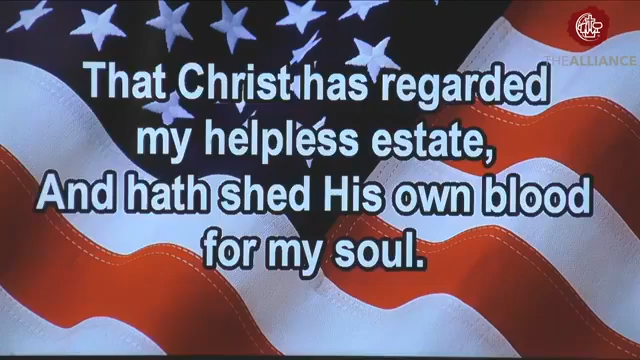 THE ALLIANCE
That Christ has regarded
my helpless estate,
And hath shed His own blood
for my soul.